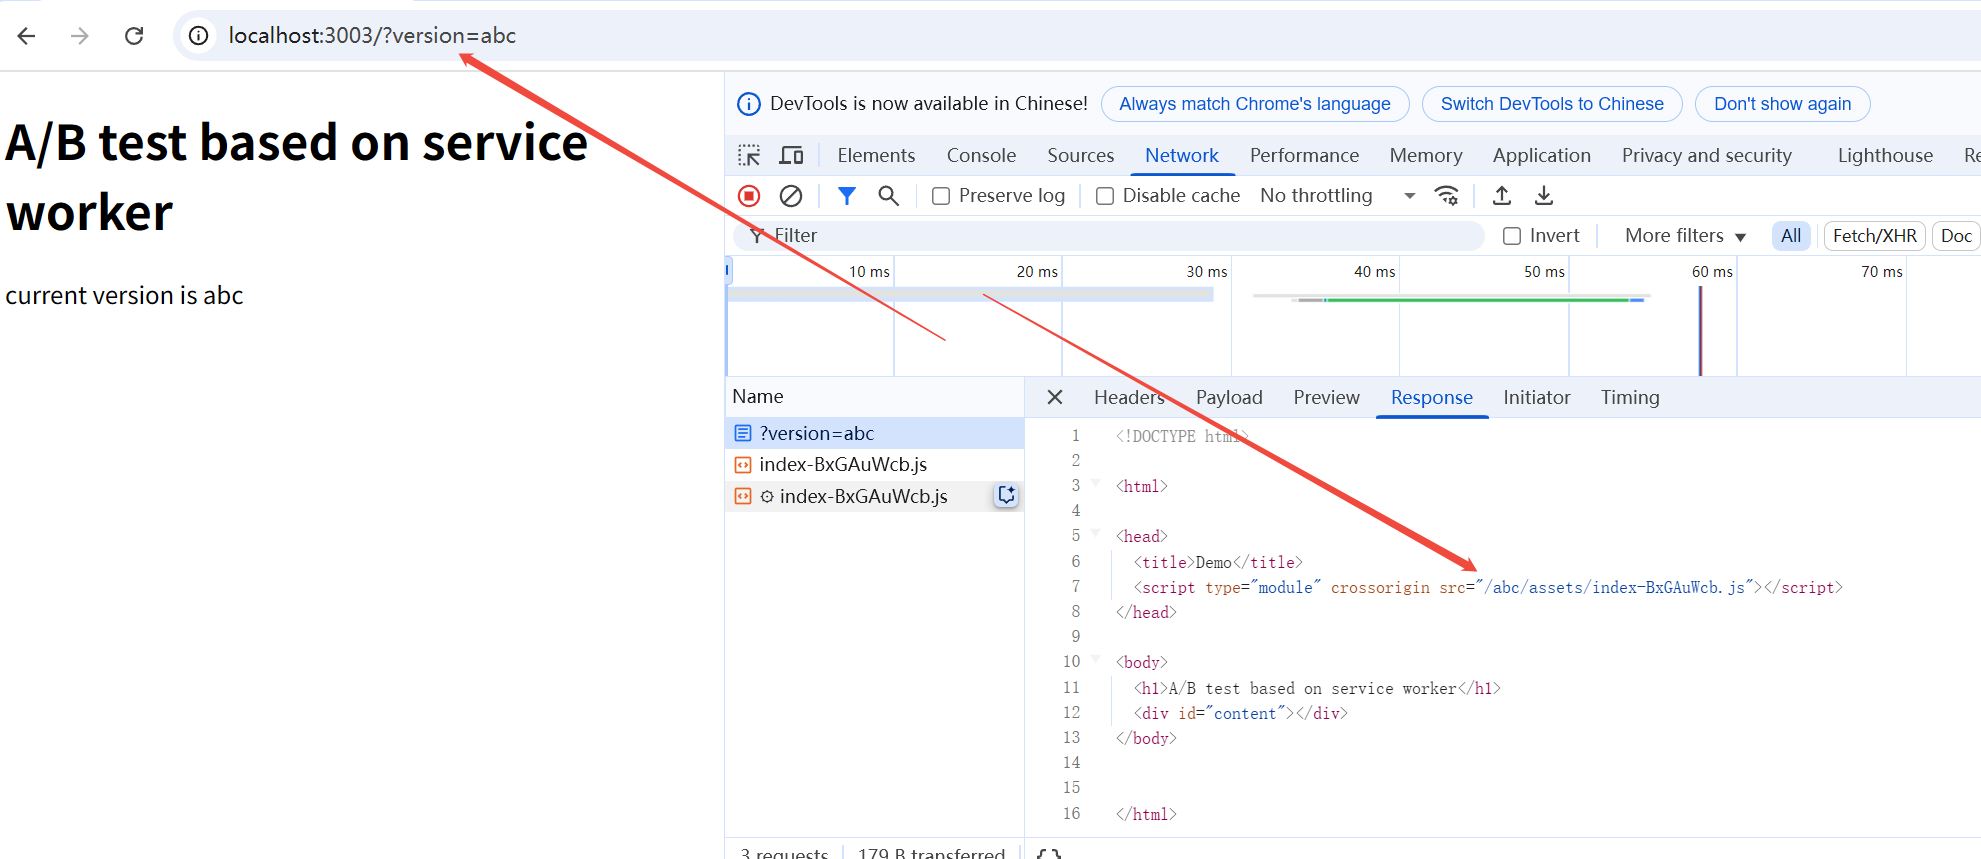 localhost:3003/?version=abc
A/B test based on service
worker
current version is abc
DevTools is now available in Chinese!
Always match Chrome's language
Switch DevTools to Chinese
Don't show again
Elements
Console
Sources
Network
Performance
Memory
Application
Privacy and security
Lighthouse
Re
Preserve log
Disable cache
No throttling
Filter
Invert
More filters
All
Fetch/XHR
Doc
10 ms
20 ms
30 ms
40 ms
50 ms
60 ms
70 ms
Name
?version=abc
index-BxGAuWcb.js
index-BxGAuWcb.js
Headers
Payload
Preview
Response
Initiator
Timing
1 <!DOCTYPE html>
2
3 <html>
4
5 <head>
6 <title>Demo</title>
7 <script type="module" crossorigin src="/abc/assets/index-BxGAuWcb.js"></script>
8 </head>
9
10 <body>
11 <h1>A/B test based on service worker</h1>
12 <div id="content"></div>
13 </body>
14
15
16 </html>
3 requests
179 B transferred
{}